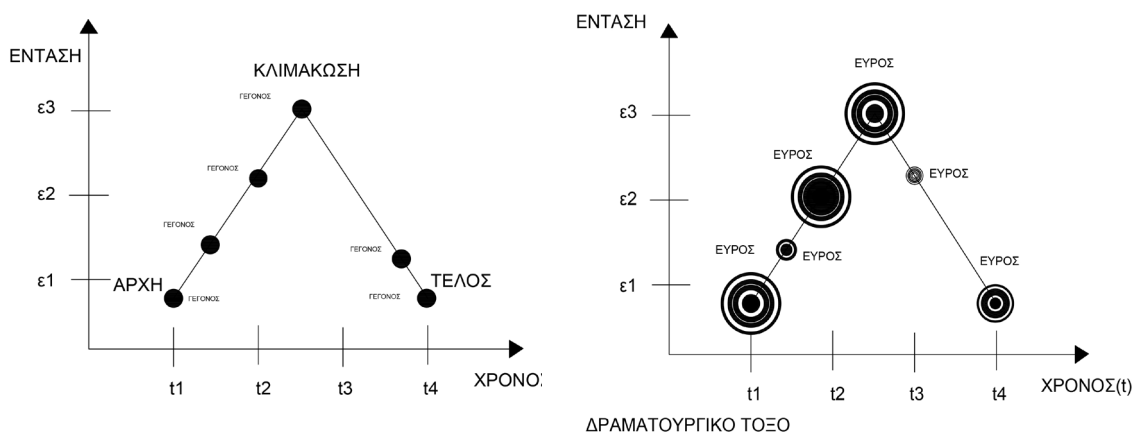 ΕΝΤΑΣΗ
ΚΛΙΜΑΚΩΣΗ
ΓΕΓΟΝΟΣ
ε3
ΓΕΓΟΝΟΣ
ε2
ΓΕΓΟΝΟΣ
ΓΕΓΟΝΟΣ
ε1
ΑΡΧΗ
ΓΕΓΟΝΟΣ
ΓΕΓΟΝΟΣ
ΤΕΛΟΣ
t1
t2
t3
t4
ΧΡΟΝΟΣ
ΕΝΤΑΣΗ
ΕΥΡΟΣ
ε3
ΕΥΡΟΣ
ΕΥΡΟΣ
ε2
ΕΥΡΟΣ
ΕΥΡΟΣ
ΕΥΡΟΣ
ε1
t1
t2
t3
t4
ΧΡΟΝΟΣ(t)
ΔΡΑΜΑΤΟΥΡΓΙΚΟ ΤΟΞΟ